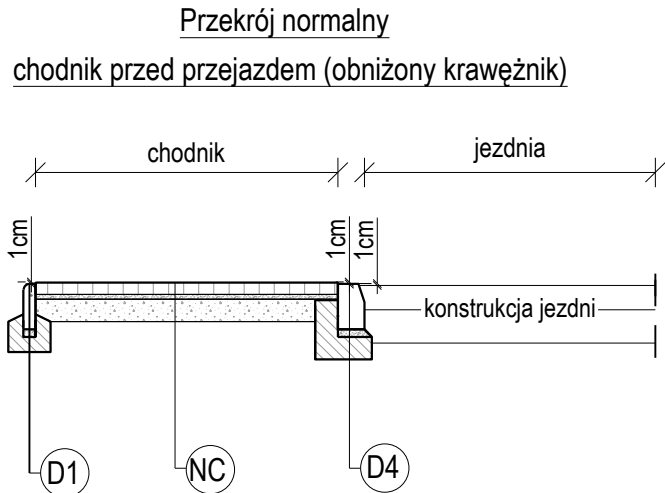 Przekrój normalny
chodnik przed przejazdem (obniżony krawężnik)
chodnik
jezdnia
1cm
1cm
1cm
konstrukcja jezdni
D1
NC
D4